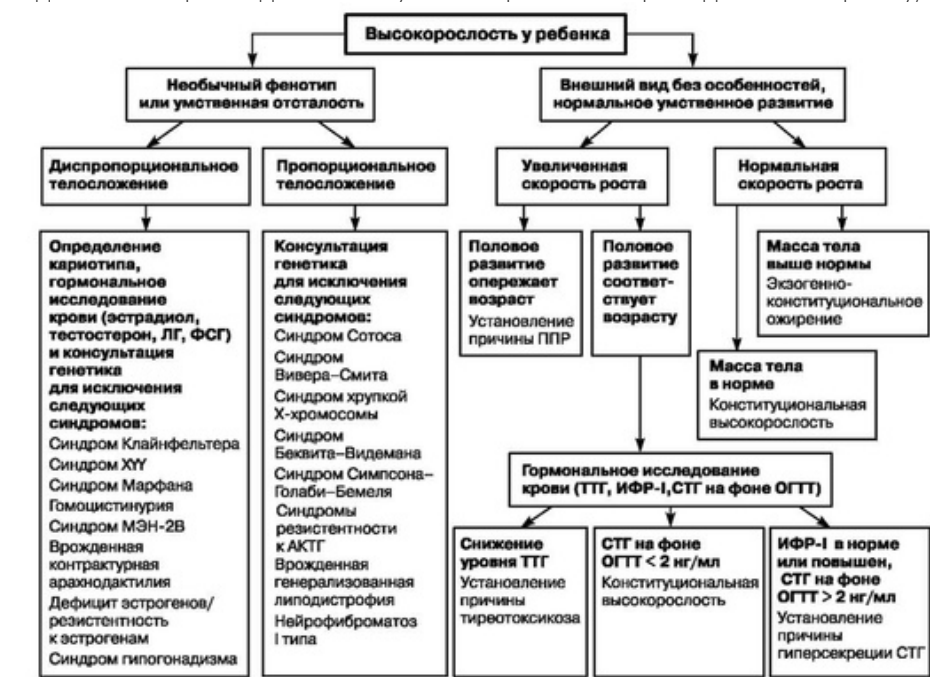 Высокорослость у ребенка
Необычный фенотип
или умственная отсталость
Внешний вид без особенностей,
нормальное умственное развитие
Диспропорциональное
телосложение
Пропорциональное
телосложение
Увеличенная
скорость роста
Нормальная
скорость роста
Определение
кариотипа,
гормональное
исследование
крови (эстрадиол,
тестостерон, ЛГ, ФСГ)
и консультация
генетика
для исключения
следующих
синдромов:
Синдром Клайнфельтера
Синдром XYY
Синдром Марфана
Гомоцистинурия
Синдром МЭН-2В
Врожденная
контрактурная
арахнодактилия
Дефицит эстрогенов/
резистентность
к эстрогенам
Синдром гипогонадизма
Консультация
генетика
для исключения
следующих
синдромов:
Синдром Сотоса
Синдром
Вивера–Смита
Синдром хрупкой
Х-хромосомы
Синдром
Беквита–Видемана
Синдром Симпсона–
Голаби–Бемеля
Синдромы
резистентности
к АКТГ
Врожденная
генерализованная
липодистрофия
Нейрофиброматоз
I типа
Половое
развитие
опережает
возраст
Установление
причины ППР
Половое
развитие
соответ-
ствует
возрасту
Масса тела
выше нормы
Экзогенно-
конституциональное
ожирение
Масса тела
в норме
Конституциональная
высокорослость
Гормональное исследование
крови (ТТГ, ИФР-I,СТГ на фоне ОГТТ)
Снижение
уровня ТТГ
Установление
причины
тиреотоксикоза
СТГ на фоне
ОГТТ < 2 нг/мл
Конституциональная
высокорослость
ИФР-I в норме
или повышен,
СТГ на фоне
ОГТТ > 2 нг/мл
Установление
причины
гиперсекреции СТГ